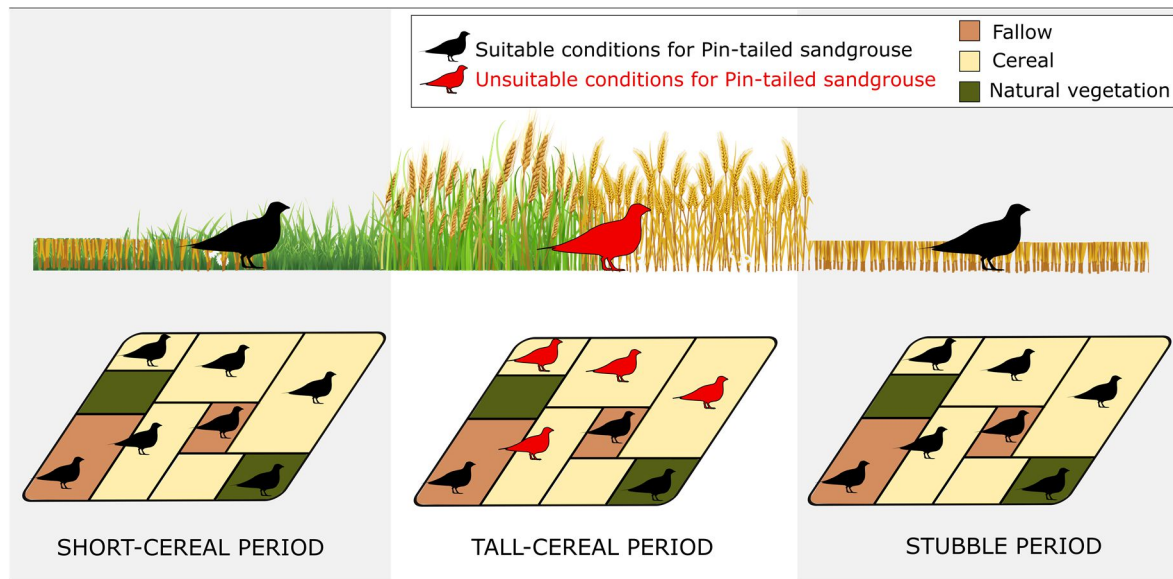 Suitable conditions for Pin-tailed sandgrouse
Unsuitable conditions for Pin-tailed sandgrouse
Fallow
Cereal
Natural vegetation
SHORT-CEREAL PERIOD
TALL-CEREAL PERIOD
STUBBLE PERIOD